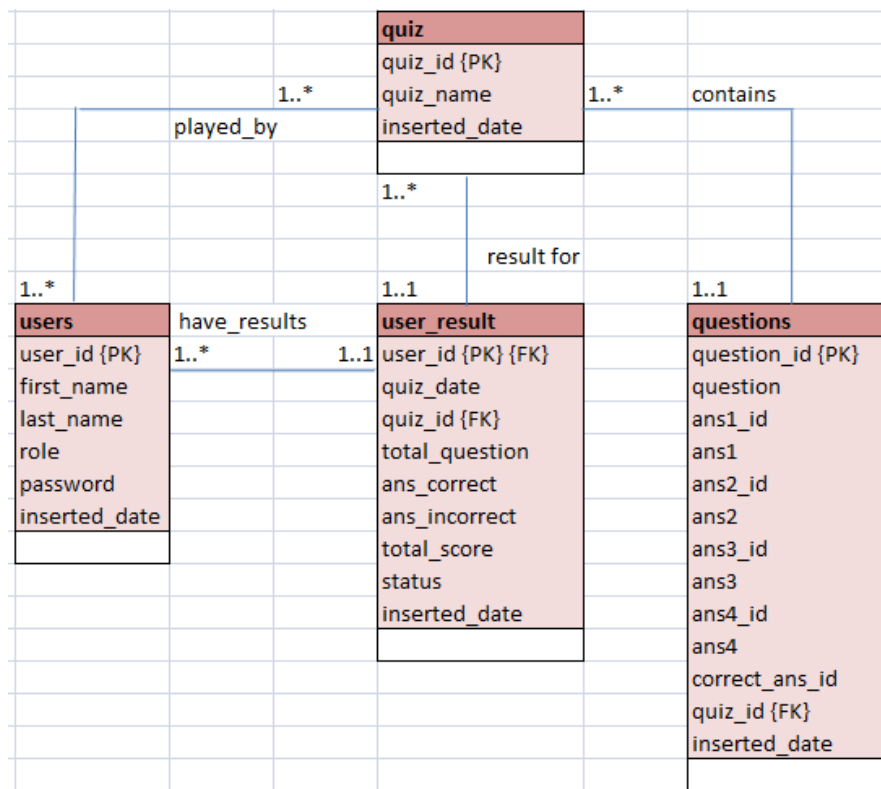 quiz
quiz_id {PK}
1..* quiz_name 1..* contains
played_by inserted_date
1..*
result for
1..* 1..1 1..1
users have_results user_result questions
user_id {PK} 1..* 1..1 user_id {PK} {FK} question_id {PK}
first_name quiz_date question
last_name quiz_id {FK} ans1_id
role total_question ans1
password ans_correct ans2_id
inserted_date ans_incorrect ans2
total_score ans3_id
status ans3
inserted_date ans4_id
ans4
correct_ans_id
quiz_id {FK}
inserted_date